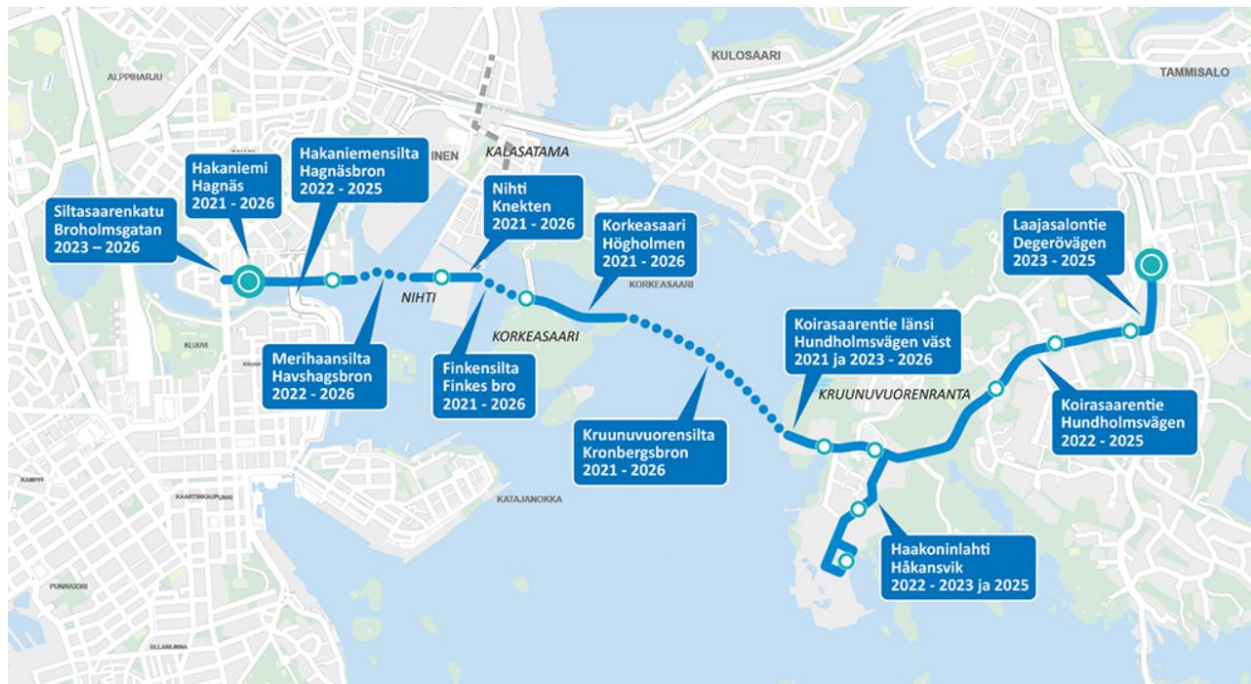 ALPPIHARJU
KULOSAARI
TAMMISALO
INEN
KALASATAMA
Siltasaarenkatu
Broholmsgatan
2023 – 2026
Hakaniemi
Hagnäs
2021 - 2026
Hakaniemensilta
Hagnäsbron
2022 - 2025
Nihti
Knekten
2021 - 2026
Korkeasaari
Högholmen
2021 - 2026
Laajasalontie
Degerövägen
2023 - 2025
KORKEASAARI
NIHTI
KORKEASAARI
KLUUVI
Merihaansilta
Havshagsbron
2022 - 2026
Finkensilta
Finkes bro
2021 - 2026
Koirasaarentie länsi
Hundholmsvägen väst
2021 ja 2023 - 2026
KRUUNUVUORENRANTA
Koirasaarentie
Hundholmsvägen
2022 - 2025
Kruunuvuorensilta
Kronbergsbron
2021 - 2026
KAMPPI
KAARTINKAUPUNKI
KATAJANOKKA
Haakoninlahti
Håkansvik
2022 - 2023 ja 2025
PUNAVUORI
ULLANLINNA